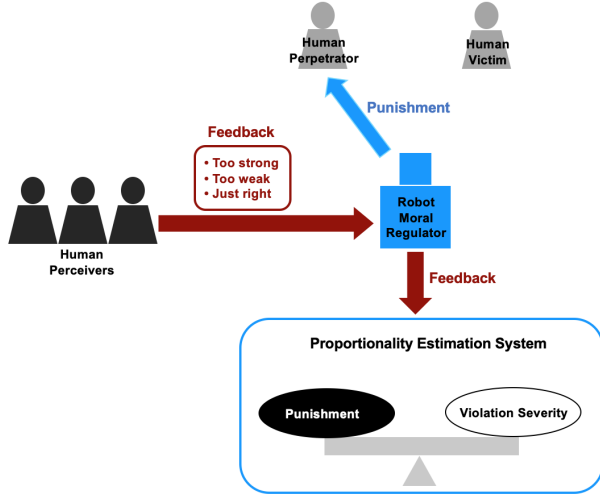 Human
Perpetrator
Human
Victim
Punishment
Feedback
• Too strong
• Too weak
• Just right
Human
Perceivers
Robot
Moral
Regulator
Feedback
Proportionality Estimation System
Punishment
Violation Severity